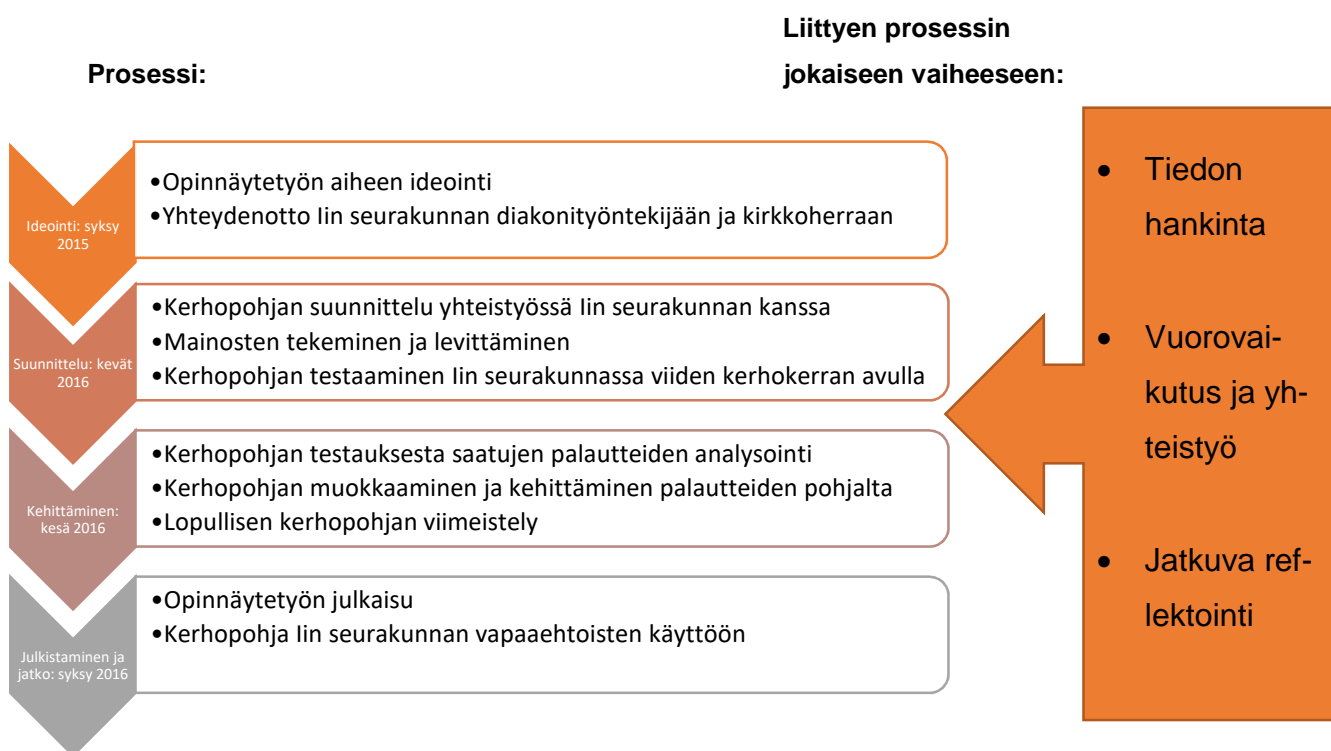 Liittyen prosessin
Prosessi:
jokaiseen vaiheeseen:
Ideointi: syksy
2015
•Opinnäytetyön aiheen ideointi
•Yhteydenotto Iin seurakunnan diakonityöntekijään ja kirkkoherraan
Suunnittelu: kevät
2016
•Kerhopohjan suunnittelu yhteistyössä Iin seurakunnan kanssa
•Mainosten tekeminen ja levittäminen
•Kerhopohjan testaaminen Iin seurakunnassa viiden kerhokerran avulla
Kehittäminen:
kesä 2016
•Kerhopohjan testauksesta saatujen palautteiden analysointi
•Kerhopohjan muokkaaminen ja kehittäminen palautteiden pohjalta
•Lopullisen kerhopohjan viimeistely
Julkistaminen ja
jatko: syksy 2016
•Opinnäytetyön julkaisu
•Kerhopohja Iin seurakunnan vapaaehtoisten käyttöön
• Tiedon
hankinta
• Vuorovai-
kutus ja yh-
teistyö
• Jatkuva ref-
lektointi